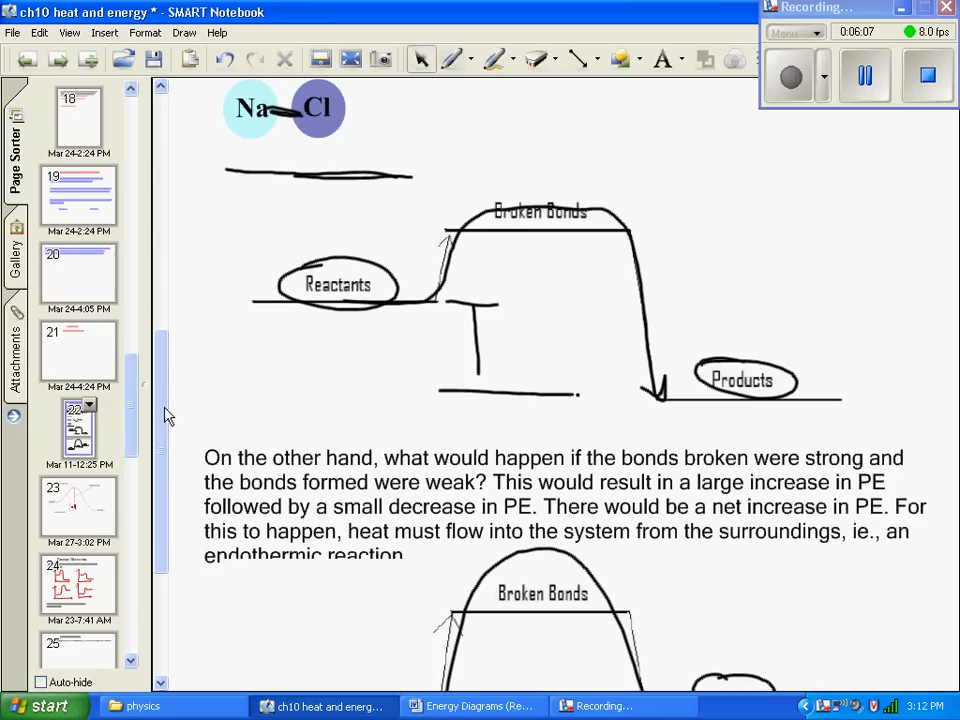 ch10 heat and energy * - SMART Notebook
Recording...
File Edit View Insert Format Draw Help
Menu
0:06:07
8.0 fps
Page Sorter
Gallery
Attachments
18
Mar 24-2:24 PM
19
Mar 24-2:24 PM
20
Mar 24-4:05 PM
21
Mar 24-4:24 PM
22
Mar 11-12:25 PM
23
Mar 27-3:02 PM
24
Mar 23-7:41 AM
25
Auto-hide
Na Cl
Broken Bonds
Reactants
Products
On the other hand, what would happen if the bonds broken were strong and
the bonds formed were weak? This would result in a large increase in PE
followed by a small decrease in PE. There would be a net increase in PE. For
this to happen, heat must flow into the system from the surroundings, ie., an
endothermic reaction
Broken Bonds
start
physics
ch10 heat and energ...
Energy Diagrams (Re...
Recording...
3:12 PM